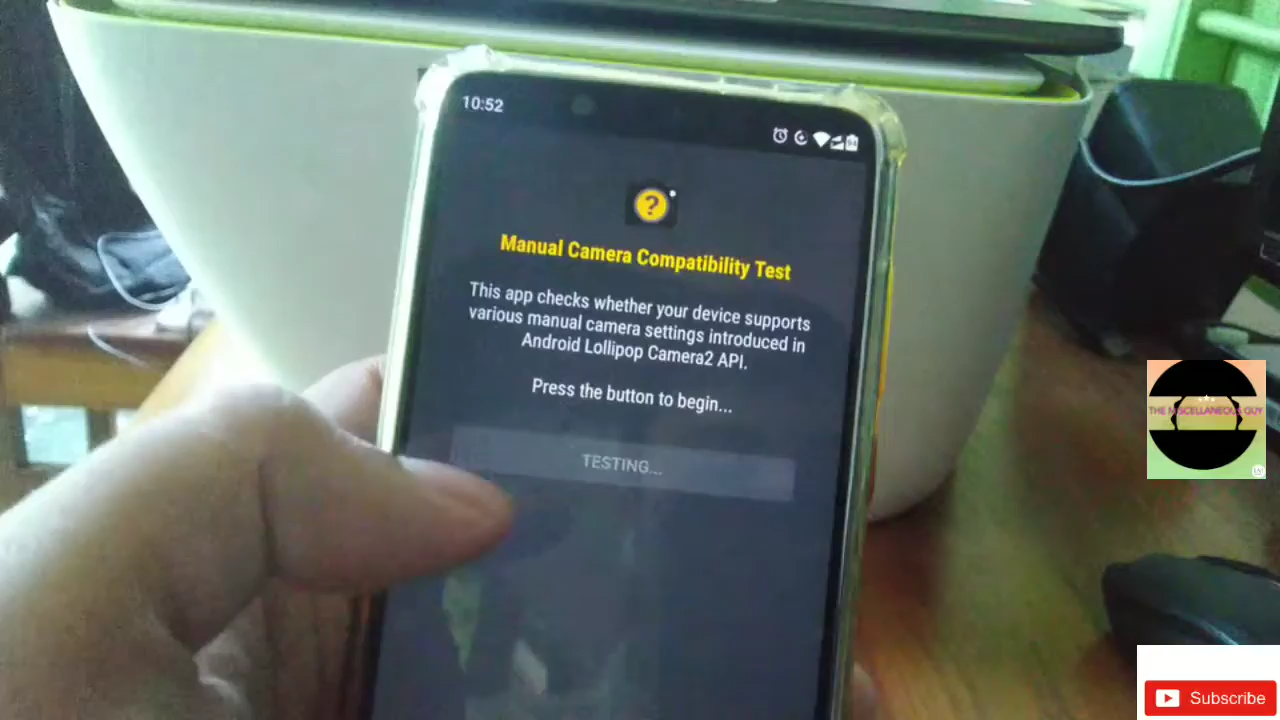 10:52
Manual Camera Compatibility Test
This app checks whether your device supports
various manual camera settings introduced in
Android Lollipop Camera2 API.
Press the button to begin...
TESTING...
THE MISCELLANEOUS GUY
Subscribe